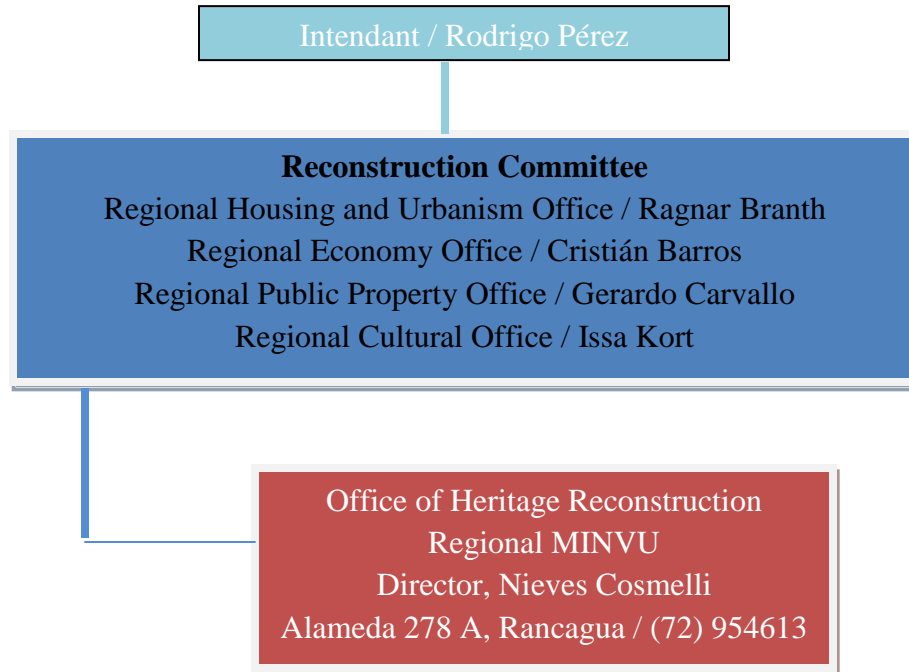 Intendant / Rodrigo Pérez
Reconstruction Committee
Regional Housing and Urbanism Office / Ragnar Branth
Regional Economy Office / Cristián Barros
Regional Public Property Office / Gerardo Carvallo
Regional Cultural Office / Issa Kort
Office of Heritage Reconstruction
Regional MINVU
Director, Nieves Cosmelli
Alameda 278 A, Rancagua / (72) 954613